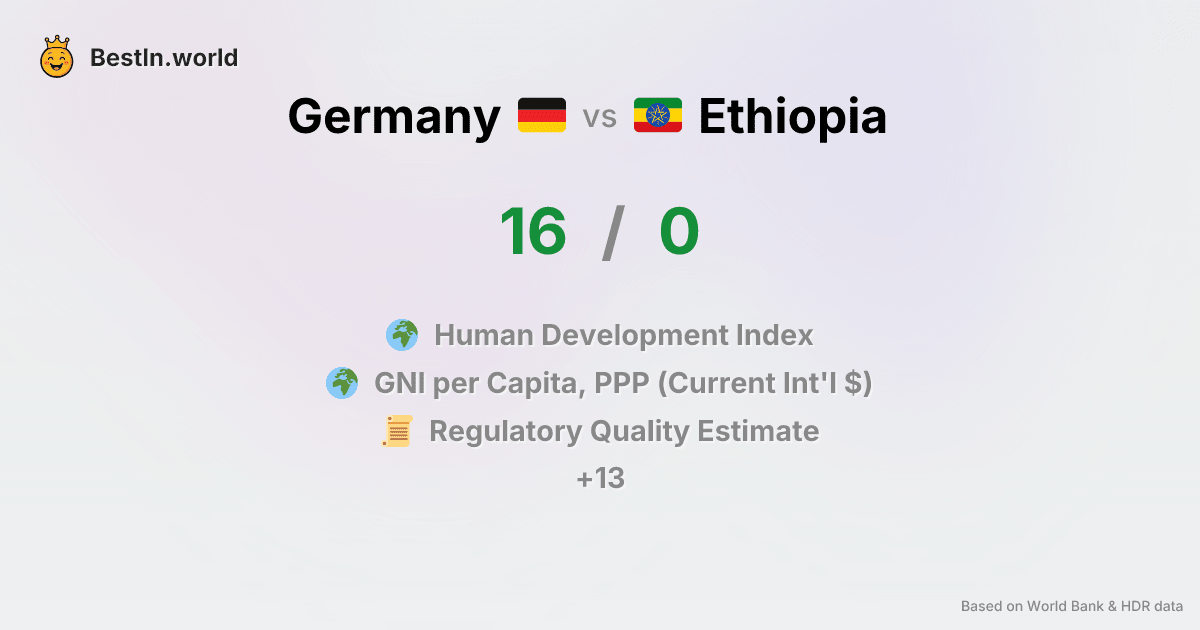 BestIn.world
Germany vs Ethiopia
16 / 0
Human Development Index
GNI per Capita, PPP (Current Int'l $)
Regulatory Quality Estimate
+13
Based on World Bank & HDR data